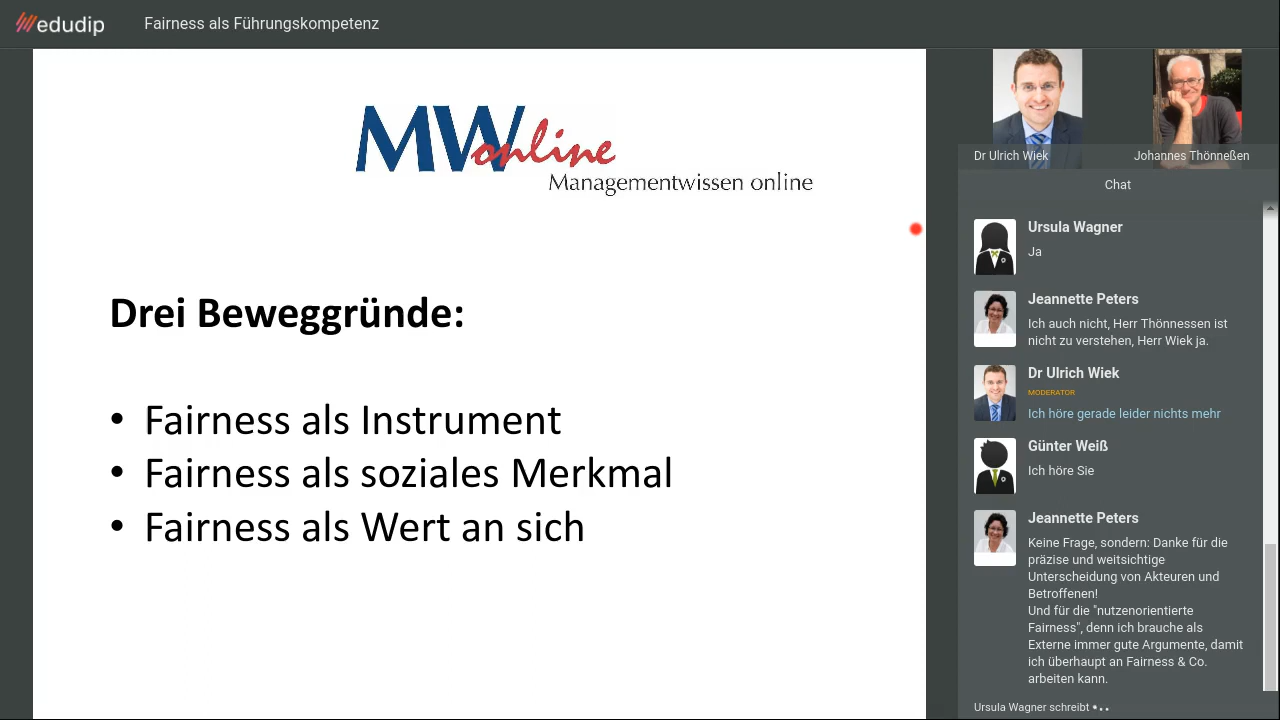 edudip
Fairness als Führungskompetenz
MWonline
Managementwissen online
Drei Beweggründe:
• Fairness als Instrument
• Fairness als soziales Merkmal
• Fairness als Wert an sich
Dr Ulrich Wiek
Johannes Thönneßen
Chat
Ursula Wagner
Ja
Jeannette Peters
Ich auch nicht, Herr Thönnessen ist
nicht zu verstehen, Herr Wiek ja.
Dr Ulrich Wiek
MODERATOR
Ich höre gerade leider nichts mehr
Günter Weiß
Ich höre Sie
Jeannette Peters
Keine Frage, sondern: Danke für die
präzise und weitsichtige
Unterscheidung von Akteuren und
Betroffenen!
Und für die "nutzenorientierte
Fairness", denn ich brauche als
Externe immer gute Argumente, damit
ich überhaupt an Fairness & Co.
arbeiten kann.
Ursula Wagner schreibt